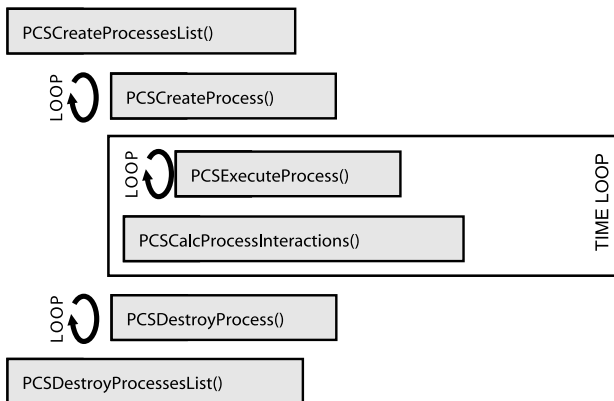 PCSCreateProcessesList()
LOOP
PCSCreateProcess()
LOOP
PCSExecuteProcess()
TIME LOOP
PCSCalcProcessInteractions()
LOOP
PCSDestroyProcess()
PCSDestroyProcessesList()